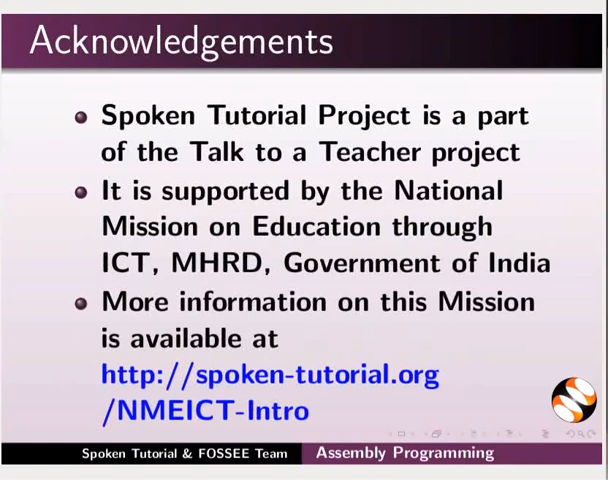 Acknowledgements
Spoken Tutorial Project is a part
of the Talk to a Teacher project
It is supported by the National
Mission on Education through
ICT, MHRD, Government of India
More information on this Mission
is available at
http://spoken-tutorial.org
/NMEICT-Intro
Spoken Tutorial & FOSSEE Team
Assembly Programming